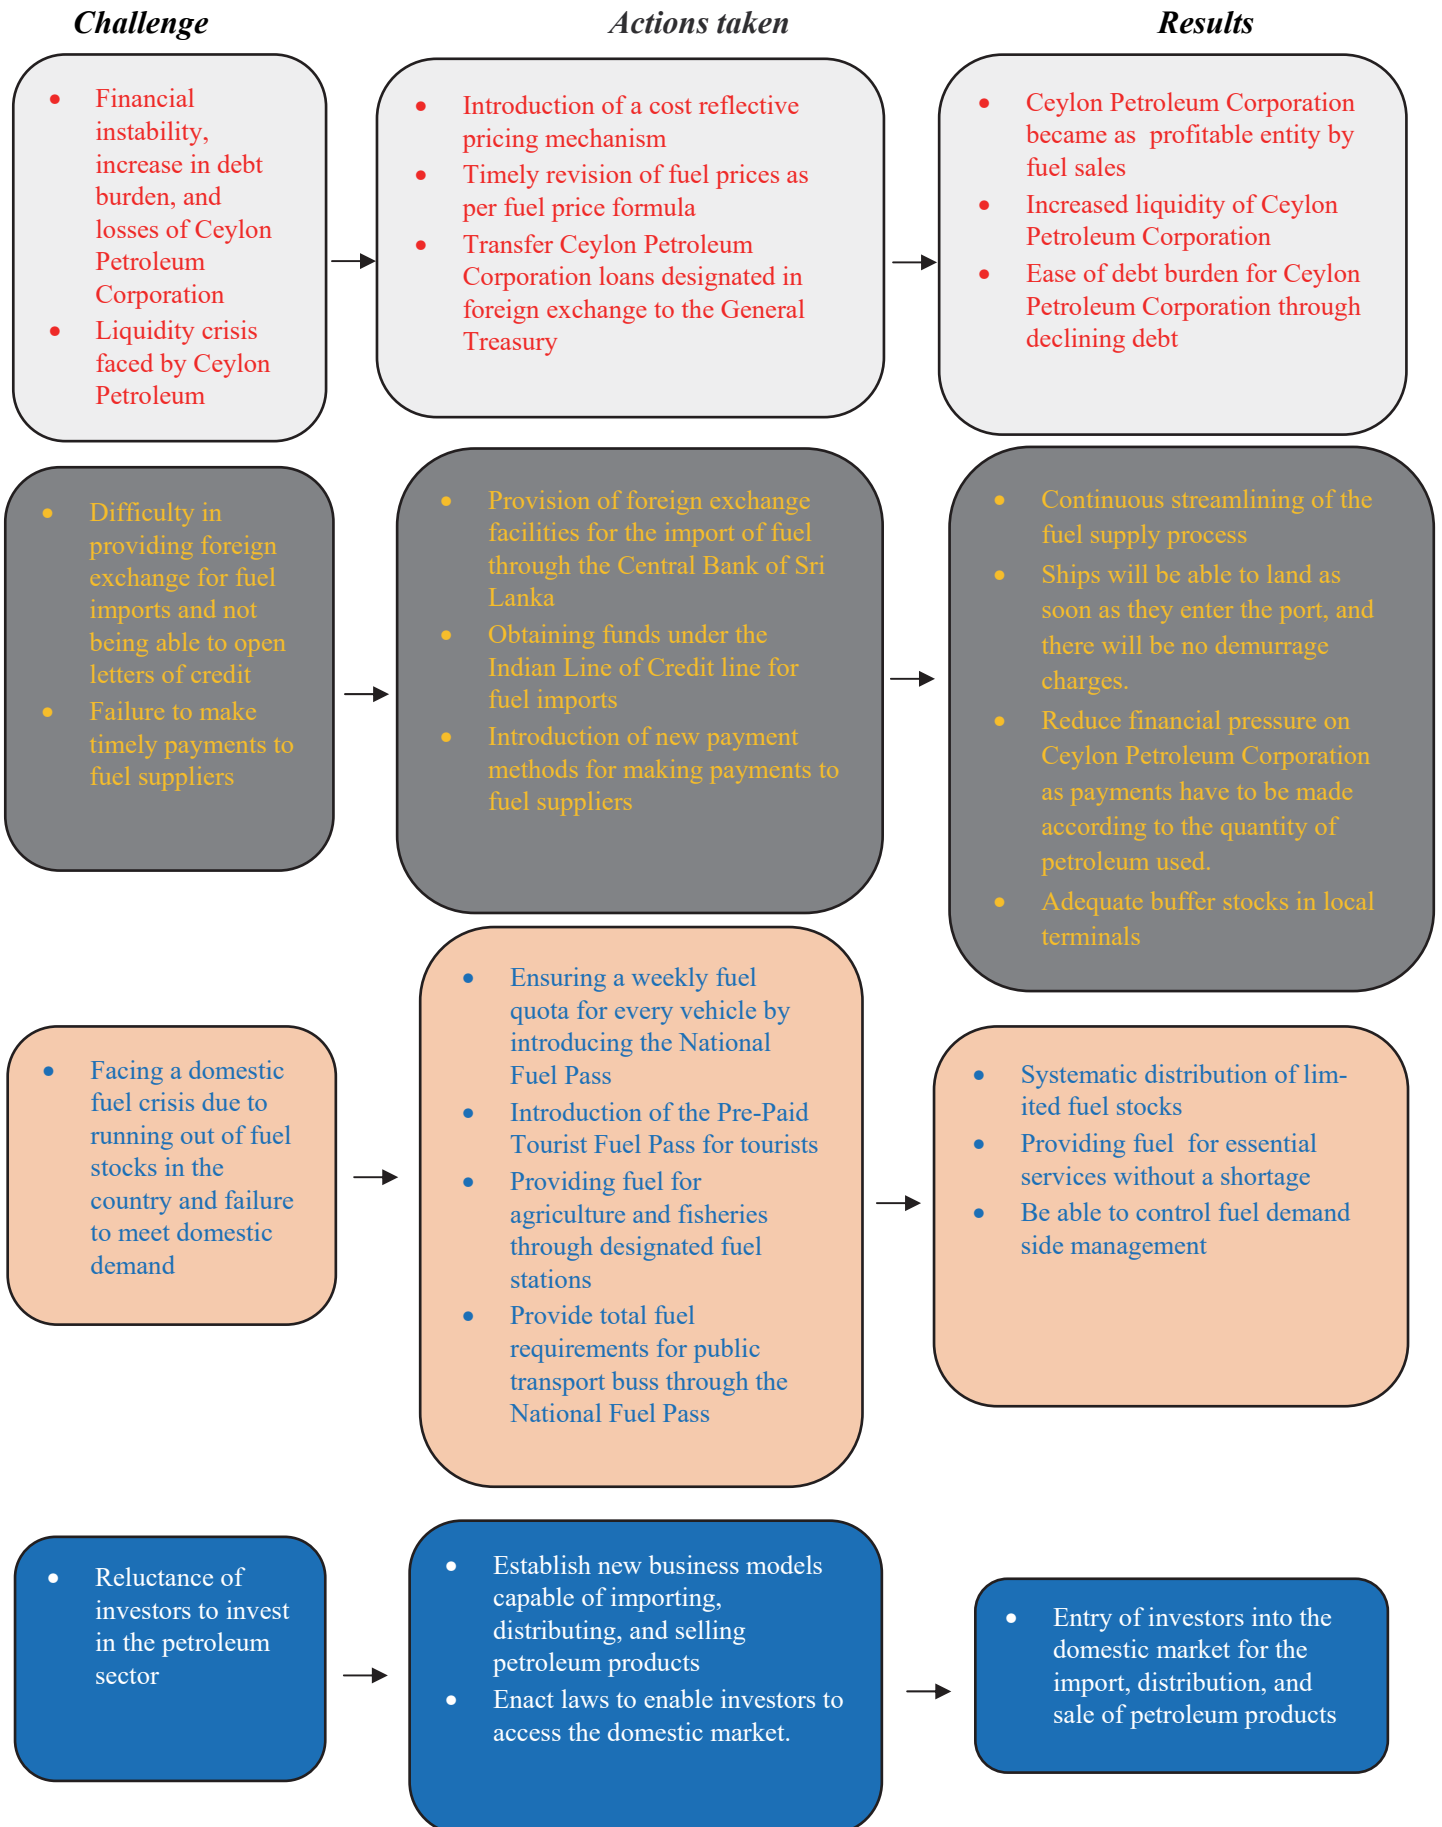 Challenge
Actions taken
Results
• Financial
instability,
increase in debt
burden, and
losses of Ceylon
Petroleum
Corporation
• Liquidity crisis
faced by Ceylon
Petroleum
• Introduction of a cost reflective
pricing mechanism
• Timely revision of fuel prices as
per fuel price formula
• Transfer Ceylon Petroleum
Corporation loans designated in
foreign exchange to the General
Treasury
• Ceylon Petroleum Corporation
became as profitable entity by
fuel sales
• Increased liquidity of Ceylon
Petroleum Corporation
• Ease of debt burden for Ceylon
Petroleum Corporation through
declining debt
• Difficulty in
providing foreign
exchange for fuel
imports and not
being able to open
letters of credit
• Failure to make
timely payments to
fuel suppliers
• Provision of foreign exchange
facilities for the import of fuel
through the Central Bank of Sri
Lanka
• Obtaining funds under the
Indian Line of Credit line for
fuel imports
• Introduction of new payment
methods for making payments to
fuel suppliers
• Continuous streamlining of the
fuel supply process
• Ships will be able to land as
soon as they enter the port, and
there will be no demurrage
charges.
• Reduce financial pressure on
Ceylon Petroleum Corporation
as payments have to be made
according to the quantity of
petroleum used.
• Adequate buffer stocks in local
terminals
• Facing a domestic
fuel crisis due to
running out of fuel
stocks in the
country and failure
to meet domestic
demand
• Ensuring a weekly fuel
quota for every vehicle by
introducing the National
Fuel Pass
• Introduction of the Pre-Paid
Tourist Fuel Pass for tourists
• Providing fuel for
agriculture and fisheries
through designated fuel
stations
• Provide total fuel
requirements for public
transport buss through the
National Fuel Pass
• Systematic distribution of lim-
ited fuel stocks
• Providing fuel for essential
services without a shortage
• Be able to control fuel demand
side management
• Reluctance of
investors to invest
in the petroleum
sector
• Establish new business models
capable of importing,
distributing, and selling
petroleum products
• Enact laws to enable investors to
access the domestic market.
• Entry of investors into the
domestic market for the
import, distribution, and
sale of petroleum products